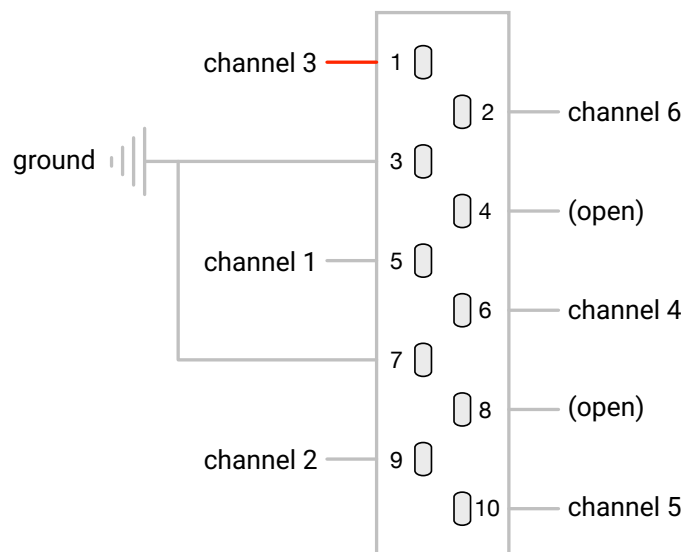 channel 3 1
2 channel 6
ground 3
4 (open)
channel 1 5
6 channel 4
7
8 (open)
channel 2 9
10 channel 5